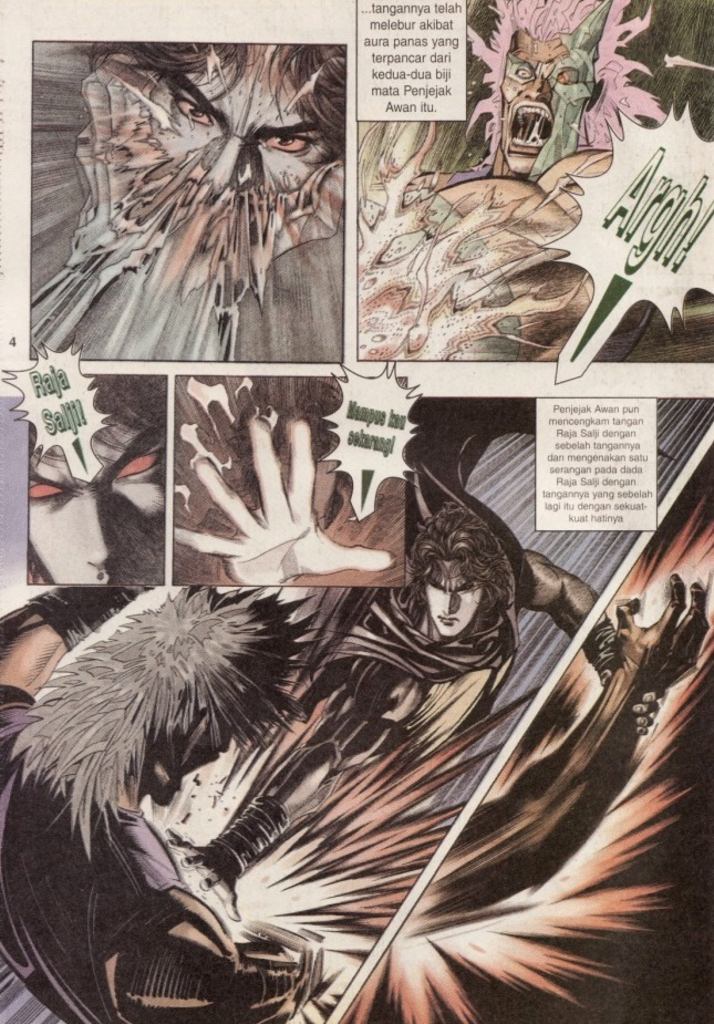 ...tangannya telah
melebur akibat
aura panas yang
terpancar dari
kedua-dua biji
mata Penjejak
Awan itu.
Argh!
4
Raja
Salji!
Mampus kau
sekarang!
Penjejak Awan pun
mencengkam tangan
Raja Salji dengan
sebelah tangannya
dan mengenakan satu
serangan pada dada
Raja Salji dengan
tangannya yang sebelah
lagi itu dengan sekuat-
kuat hatinya